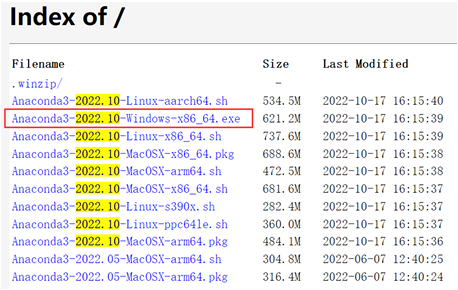 Index of /
Filename Size Last Modified
.winzip/ -
Anaconda3-2022.10-Linux-aarch64.sh 534.5M 2022-10-17 16:15:40
Anaconda3-2022.10-Windows-x86_64.exe 621.2M 2022-10-17 16:15:39
Anaconda3-2022.10-Linux-x86_64.sh 737.6M 2022-10-17 16:15:39
Anaconda3-2022.10-MacOSX-x86_64.pkg 688.6M 2022-10-17 16:15:38
Anaconda3-2022.10-MacOSX-arm64.sh 472.5M 2022-10-17 16:15:38
Anaconda3-2022.10-MacOSX-x86_64.sh 681.6M 2022-10-17 16:15:37
Anaconda3-2022.10-Linux-s390x.sh 282.4M 2022-10-17 16:15:37
Anaconda3-2022.10-Linux-ppc64le.sh 360.0M 2022-10-17 16:15:37
Anaconda3-2022.10-MacOSX-arm64.pkg 484.1M 2022-10-17 16:15:36
Anaconda3-2022.05-MacOSX-arm64.sh 304.8M 2022-06-07 12:40:25
Anaconda3-2022.05-MacOSX-arm64.pkg 316.4M 2022-06-07 12:40:24